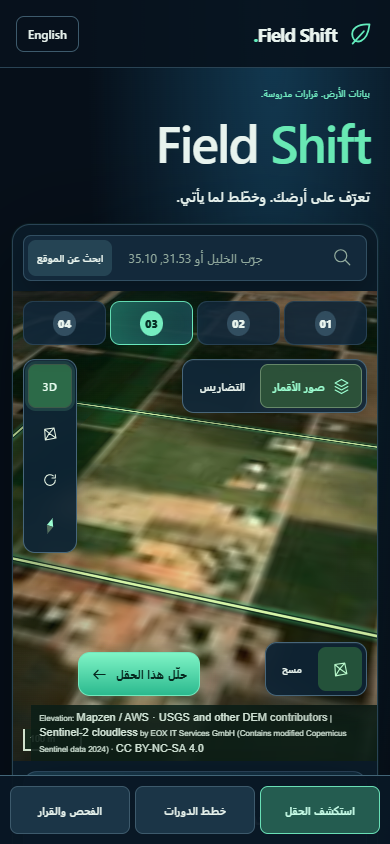 Field Shift.
English
بيانات الأرض. قرارات مدروسة.
Field Shift
تعرّف على أرضك. وخطّط لما يأتي.
جرّب الخليل أو 31.53, 35.10
ابحث عن الموقع
01
02
03
04
صور الأقمار
التضاريس
3D
حلّل هذا الحقل ←
مسح
Elevation: Mapzen / AWS · USGS and other DEM contributors |
Sentinel-2 cloudless by EOX IT Services GmbH (Contains modified Copernicus
Sentinel data 2024) · CC BY-NC-SA 4.0
استكشف الحقل
خطط الدورات
الفحص والقرار